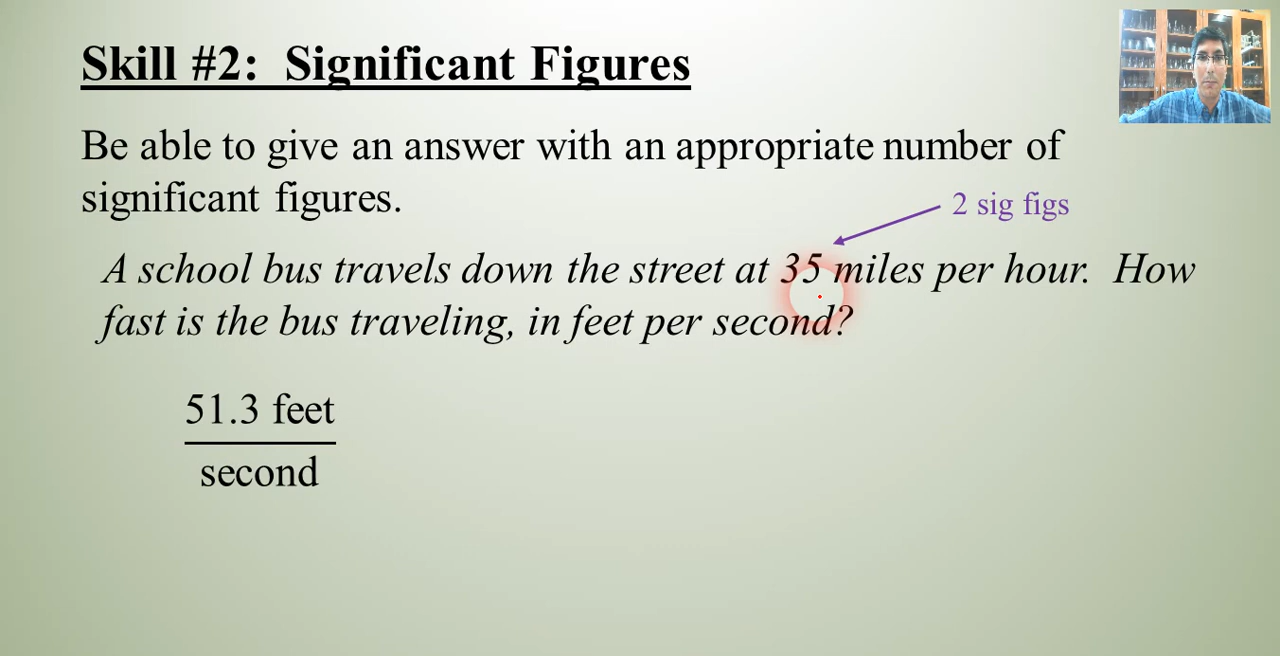 Skill #2: Significant Figures
Be able to give an answer with an appropriate number of
significant figures.
2 sig figs
A school bus travels down the street at 35 miles per hour. How
fast is the bus traveling, in feet per second?
51.3 feet
second